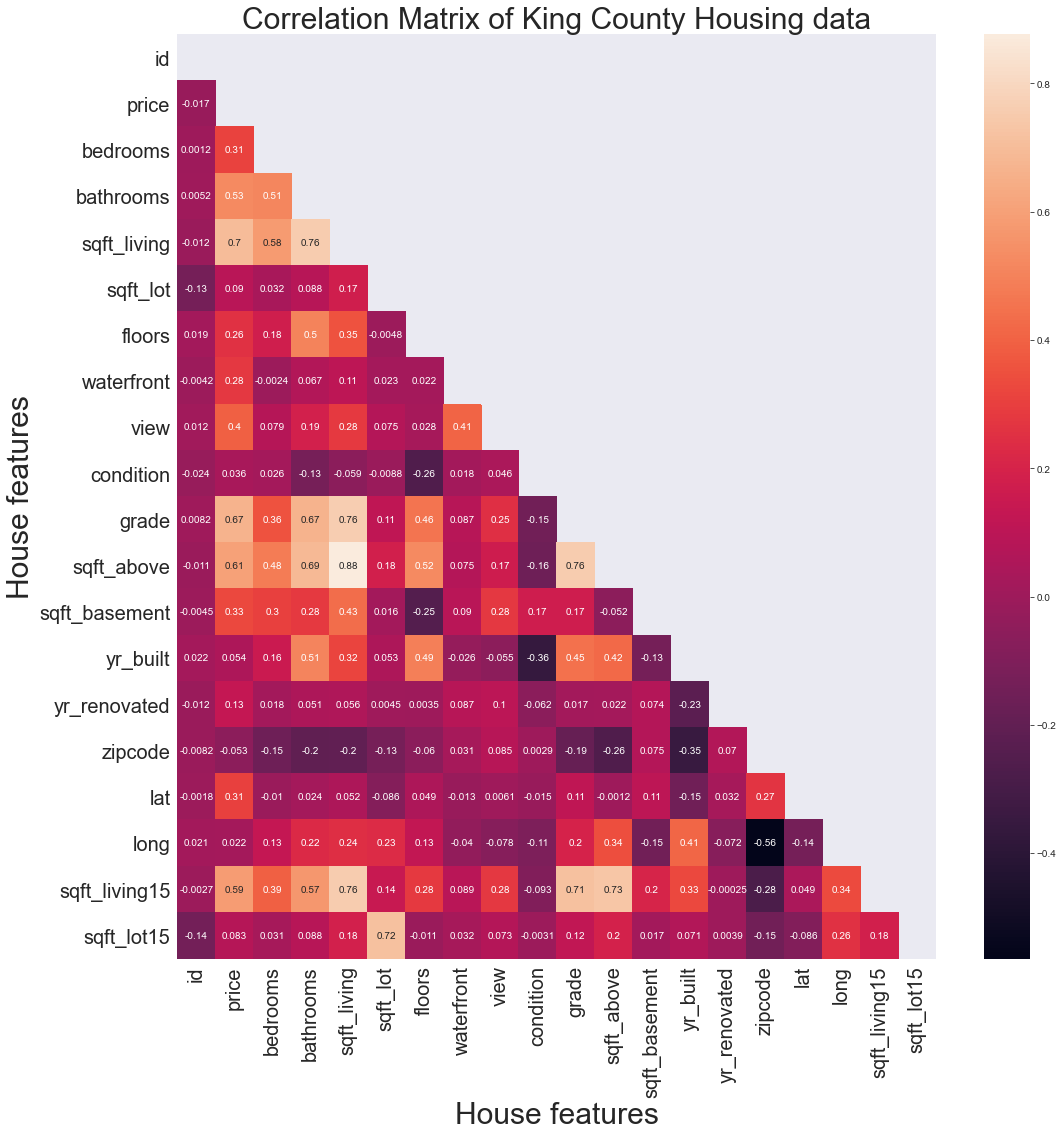 Correlation Matrix of King County Housing data
House features
id
price -0.017
bedrooms 0.0012 0.31
bathrooms 0.0052 0.53 0.51
sqft_living -0.012 0.7 0.58 0.76
sqft_lot -0.13 0.09 0.032 0.088 0.17
floors 0.019 0.26 0.18 0.5 0.35 -0.0048
waterfront -0.0042 0.28 -0.0024 0.067 0.11 0.023 0.022
view 0.012 0.4 0.079 0.19 0.28 0.075 0.028 0.41
condition -0.024 0.036 0.026 -0.13 -0.059 -0.0088 -0.26 0.018 0.046
grade 0.0082 0.67 0.36 0.67 0.76 0.11 0.46 0.087 0.25 -0.15
sqft_above -0.011 0.61 0.48 0.69 0.88 0.18 0.52 0.075 0.17 -0.16 0.76
sqft_basement -0.0045 0.33 0.3 0.28 0.43 0.016 -0.25 0.09 0.28 0.17 0.17 -0.052
yr_built 0.022 0.054 0.16 0.51 0.32 0.053 0.49 -0.026 -0.055 -0.36 0.45 0.42 -0.13
yr_renovated -0.012 0.13 0.018 0.051 0.056 0.0045 0.0035 0.087 0.1 -0.062 0.017 0.022 0.074 -0.23
zipcode -0.0082 -0.053 -0.15 -0.2 -0.2 -0.13 -0.06 0.031 0.085 0.0029 -0.19 -0.26 0.075 -0.35 0.07
lat -0.0018 0.31 -0.01 0.024 0.052 -0.086 0.049 -0.013 0.0061 -0.015 0.11 -0.0012 0.11 -0.15 0.032 0.27
long 0.021 0.022 0.13 0.22 0.24 0.23 0.13 -0.04 -0.078 -0.11 0.2 0.34 -0.15 0.41 -0.072 -0.56 -0.14
sqft_living15 -0.0027 0.59 0.39 0.57 0.76 0.14 0.28 0.089 0.28 -0.093 0.71 0.73 0.2 0.33 -0.00025 -0.28 0.049 0.34
sqft_lot15 -0.14 0.083 0.031 0.088 0.18 0.72 -0.011 0.032 0.073 -0.0031 0.12 0.2 0.017 0.071 0.0039 -0.15 -0.086 0.26 0.18
id price bedrooms bathrooms sqft_living sqft_lot floors waterfront view condition grade sqft_above sqft_basement yr_built yr_renovated zipcode lat long sqft_living15 sqft_lot15
House features
0.8
0.6
0.4
0.2
0.0
−0.2
−0.4